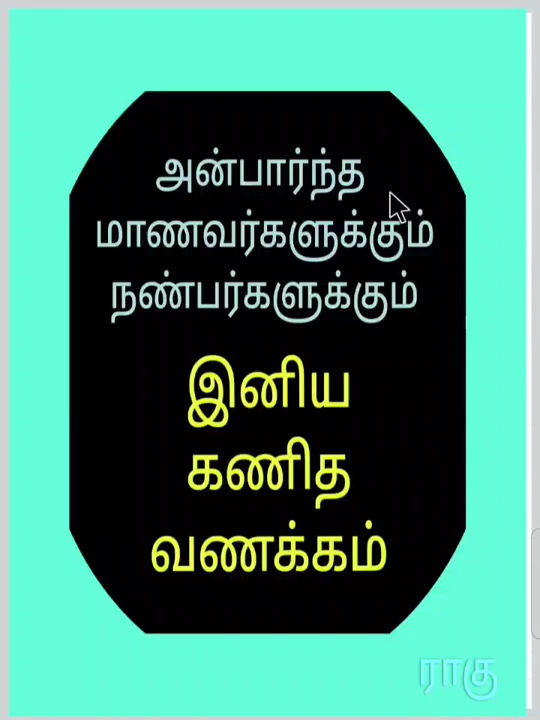 அன்பார்ந்த
மாணவர்களுக்கும்
நண்பர்களுக்கும்
இனிய
கணித
வணக்கம்
ராகு